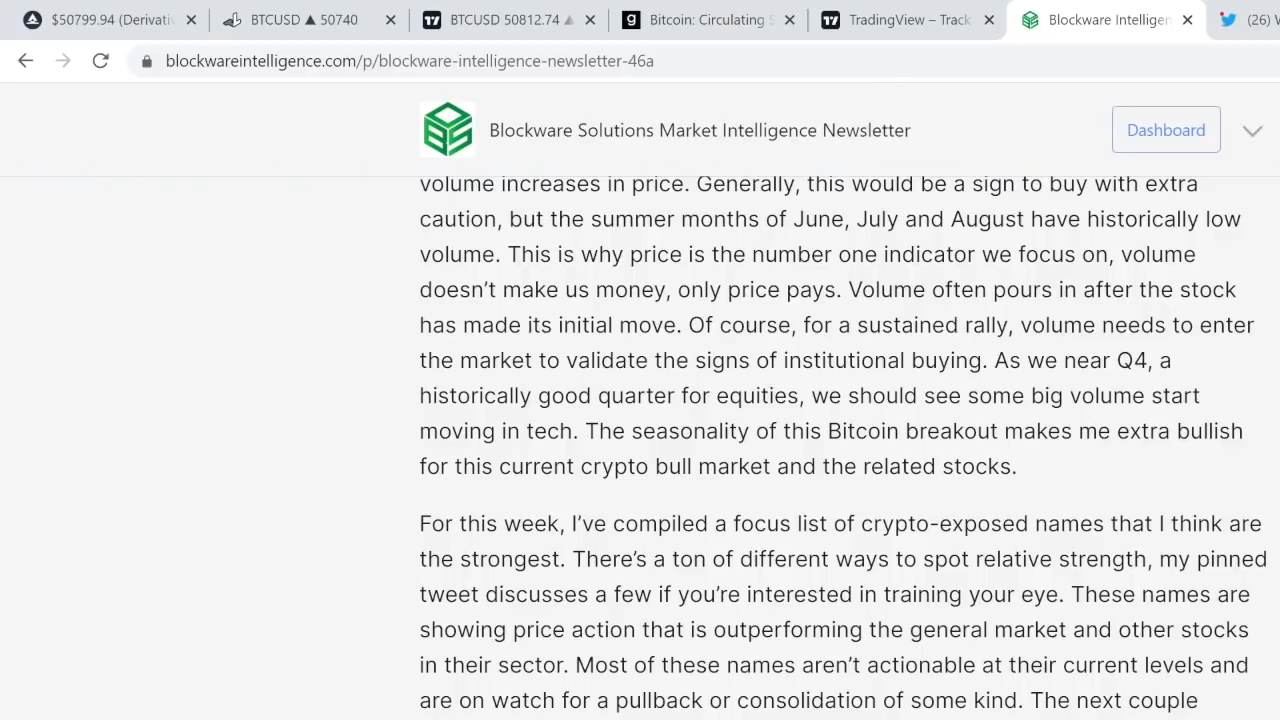 $50799.94 (Derivati
BTCUSD ▲ 50740
BTCUSD 50812.74
Bitcoin: Circulating S
TradingView – Track
Blockware Intelligen
(26)
blockwareintelligence.com/p/blockware-intelligence-newsletter-46a
Blockware Solutions Market Intelligence Newsletter
Dashboard
volume increases in price. Generally, this would be a sign to buy with extra
caution, but the summer months of June, July and August have historically low
volume. This is why price is the number one indicator we focus on, volume
doesn’t make us money, only price pays. Volume often pours in after the stock
has made its initial move. Of course, for a sustained rally, volume needs to enter
the market to validate the signs of institutional buying. As we near Q4, a
historically good quarter for equities, we should see some big volume start
moving in tech. The seasonality of this Bitcoin breakout makes me extra bullish
for this current crypto bull market and the related stocks.
For this week, I’ve compiled a focus list of crypto-exposed names that I think are
the strongest. There’s a ton of different ways to spot relative strength, my pinned
tweet discusses a few if you’re interested in training your eye. These names are
showing price action that is outperforming the general market and other stocks
in their sector. Most of these names aren’t actionable at their current levels and
are on watch for a pullback or consolidation of some kind. The next couple